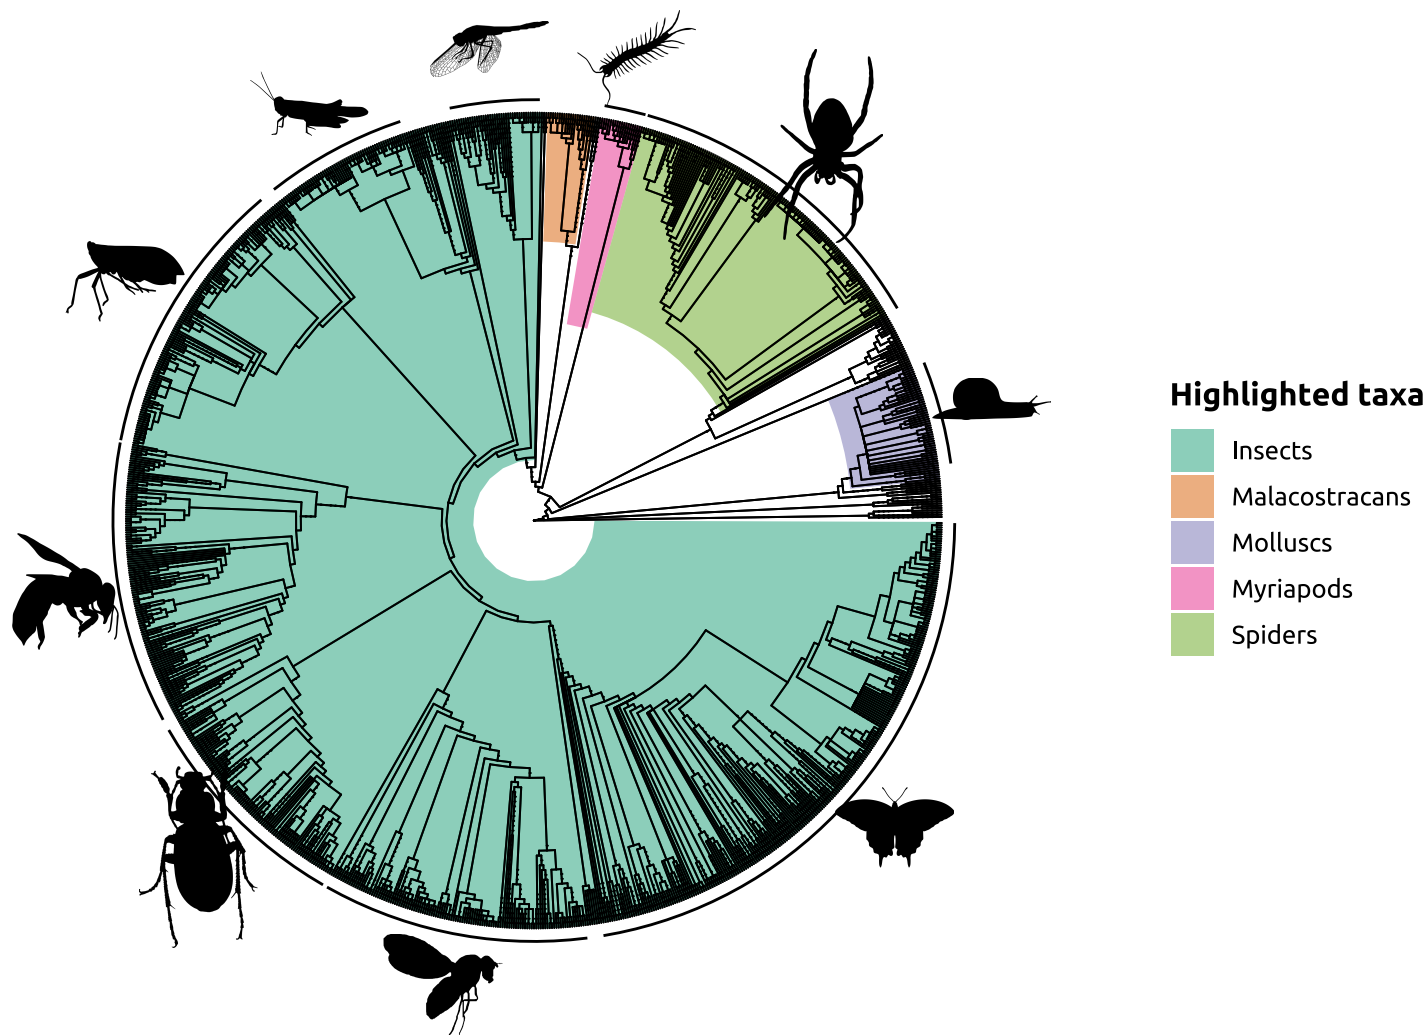 Highlighted taxa
Insects
Malacostracans
Molluscs
Myriapods
Spiders